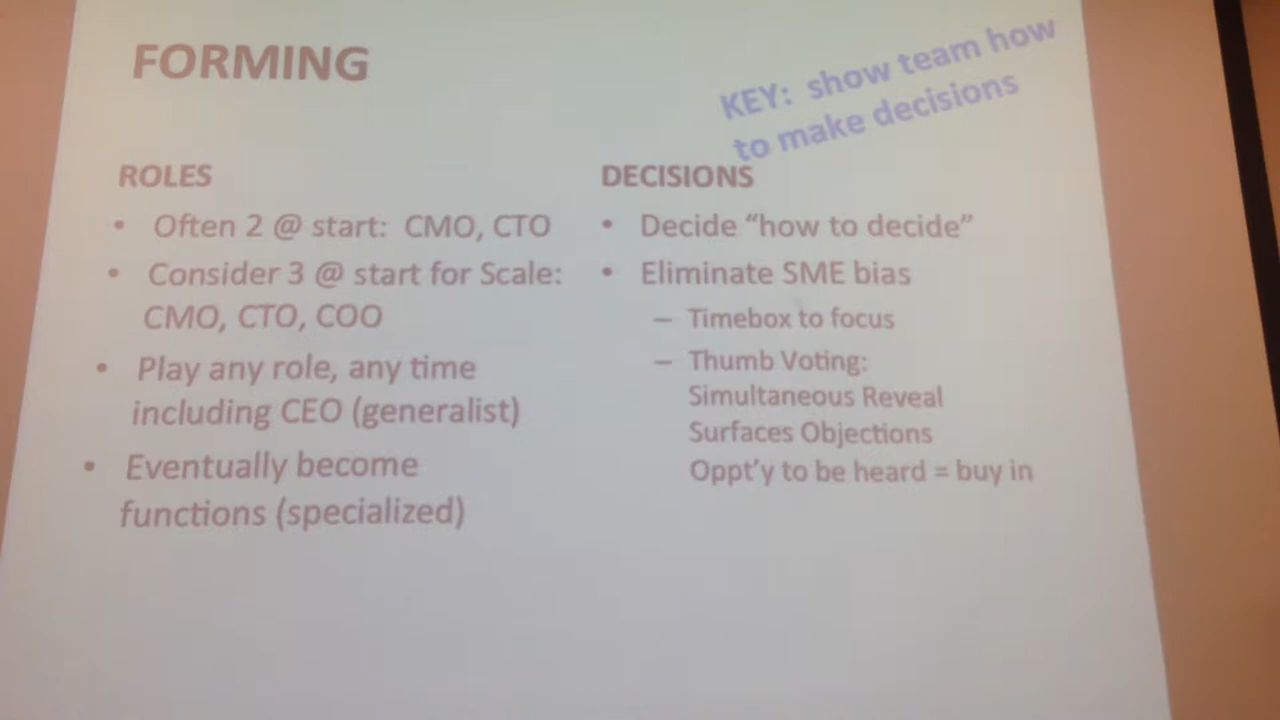 FORMING
KEY: show team how
to make decisions
ROLES
• Often 2 @ start: CMO, CTO
• Consider 3 @ start for Scale:
CMO, CTO, COO
• Play any role, any time
including CEO (generalist)
• Eventually become
functions (specialized)
DECISIONS
• Decide “how to decide”
• Eliminate SME bias
– Timebox to focus
– Thumb Voting:
Simultaneous Reveal
Surfaces Objections
Oppt’y to be heard = buy in